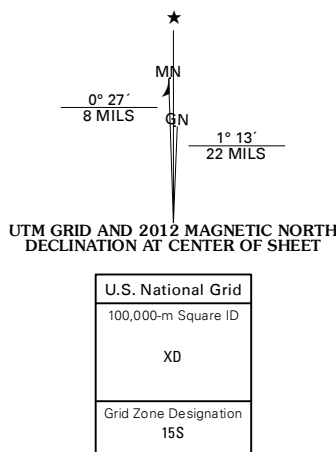 ★
MN
0° 27´
8 MILS
GN
1° 13´
22 MILS
UTM GRID AND 2012 MAGNETIC NORTH
DECLINATION AT CENTER OF SHEET
U.S. National Grid
100,000-m Square ID
XD
Grid Zone Designation
15S